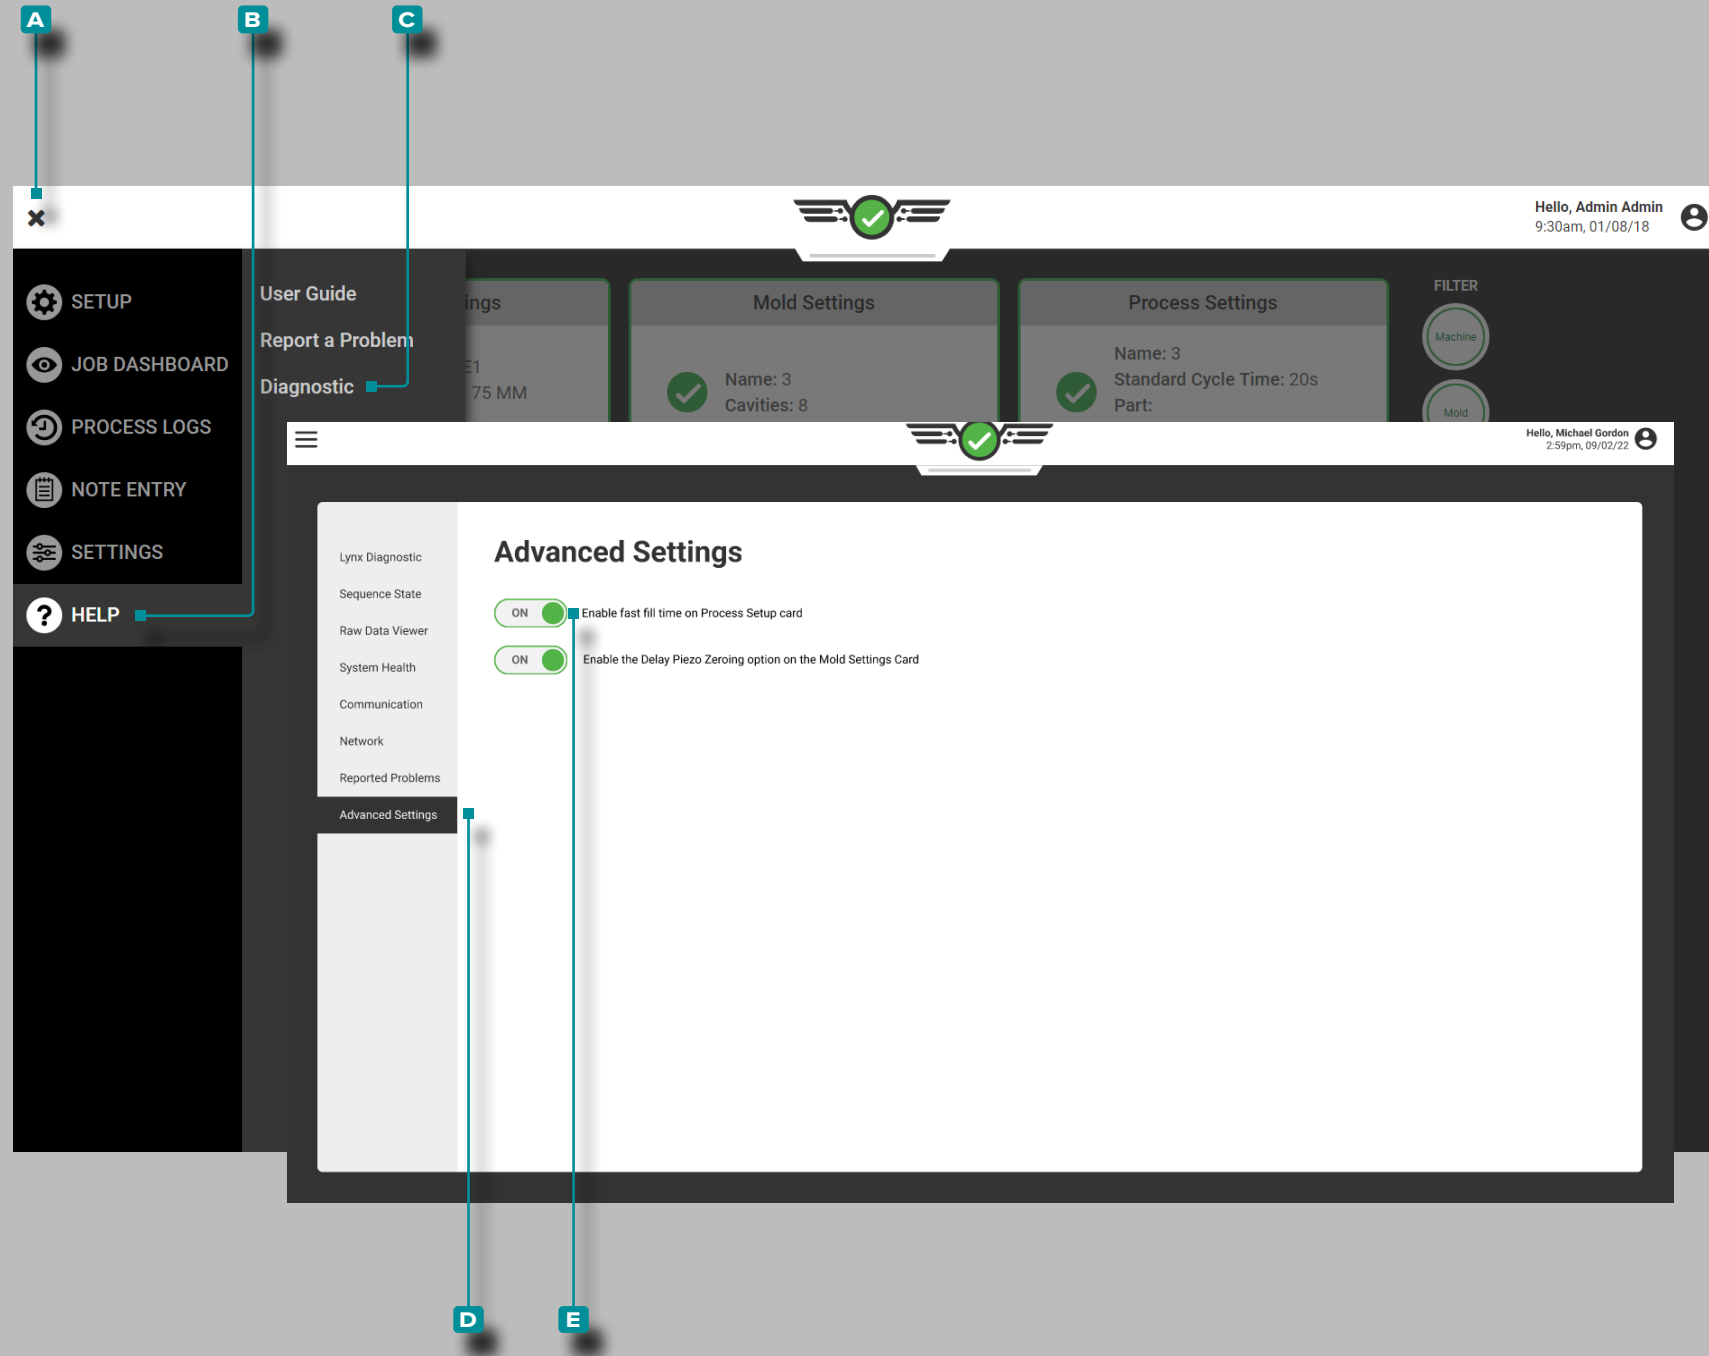 A
B
C
Hello, Admin Admin
9:30am, 01/08/18
SETUP
JOB DASHBOARD
PROCESS LOGS
NOTE ENTRY
SETTINGS
HELP
User Guide
Report a Problem
Diagnostic
ings
E1
75 MM
Mold Settings
Name: 3
Cavities: 8
Process Settings
Name: 3
Standard Cycle Time: 20s
Part:
FILTER
Machine
Mold
Hello, Michael Gordon
2:59pm, 09/02/22
Lynx Diagnostic
Sequence State
Raw Data Viewer
System Health
Communication
Network
Reported Problems
Advanced Settings
Advanced Settings
ON
Enable fast fill time on Process Setup card
ON
Enable the Delay Piezo Zeroing option on the Mold Settings Card
D
E